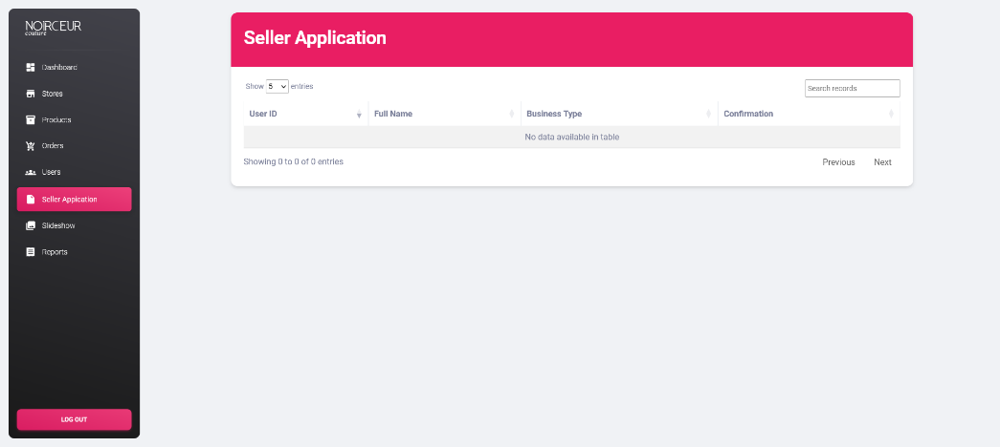 NOIRCEUR
couture
Dashboard
Stores
Products
Orders
Users
Seller Appication
Slideshow
Reports
LOG OUT
Seller Application
Show 5 entries
Search records
User ID Full Name Business Type Confirmation
No data available in table
Showing 0 to 0 of 0 entries
Previous Next